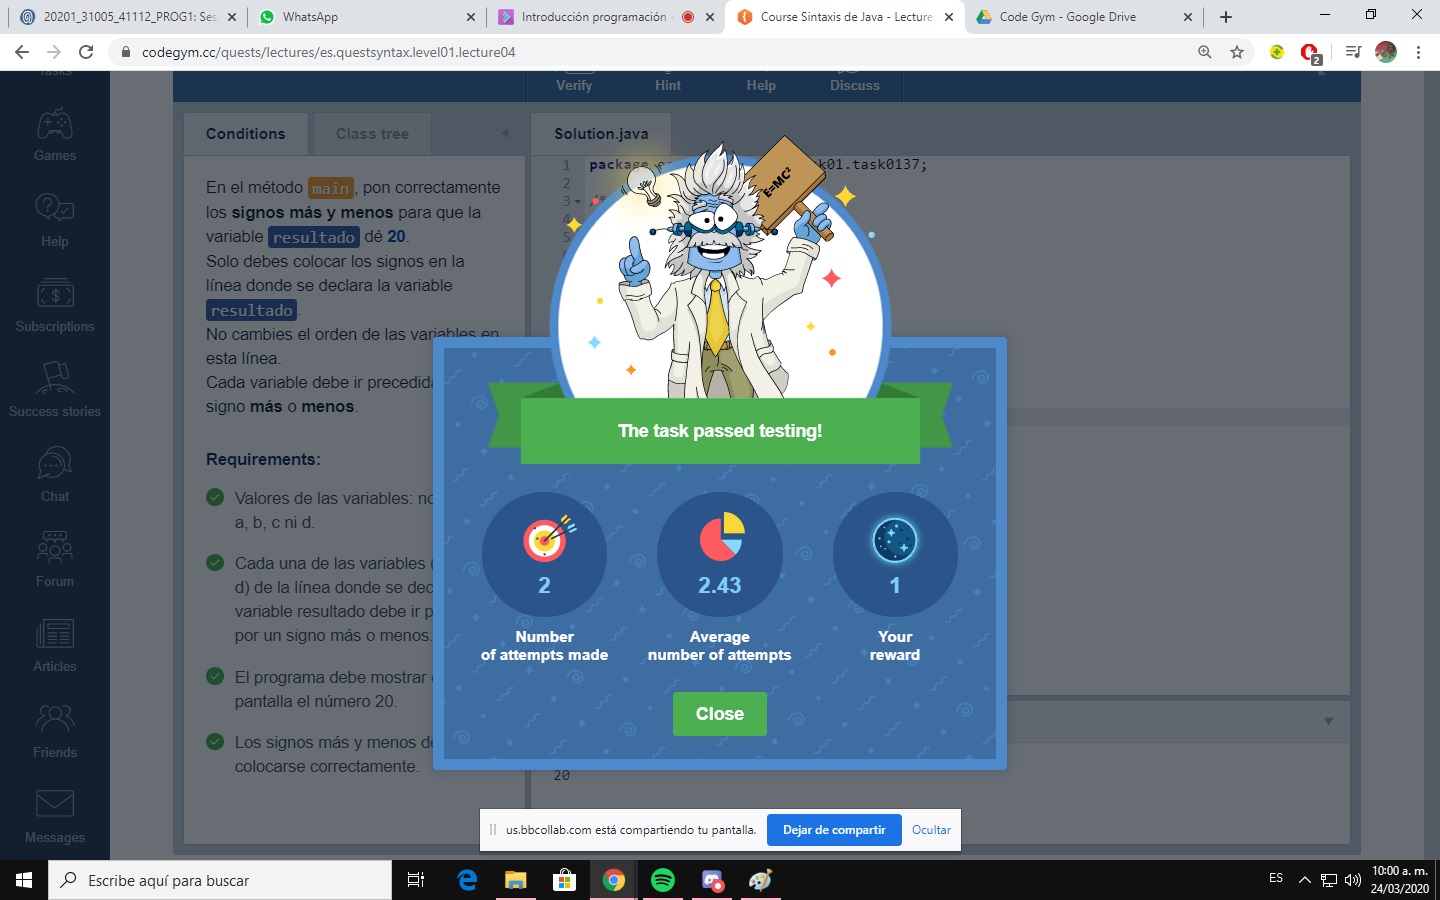 20201_31005_41112_PROG1: Ses
WhatsApp
Introducción programación -
Course Sintaxis de Java - Lecture
Code Gym - Google Drive
codegym.cc/quests/lectures/es.questsyntax.level01.lecture04
2
Tasks
Games
Help
Subscriptions
Success stories
Chat
Forum
Articles
Friends
Messages
Verify
Hint
Help
Discuss
Conditions
Class tree
En el método main, pon correctamente
los signos más y menos para que la
variable resultado dé 20.
Solo debes colocar los signos en la
línea donde se declara la variable
resultado.
No cambies el orden de las variables en
esta línea.
Cada variable debe ir precedida
signo más o menos.
Requirements:
Valores de las variables: no
a, b, c ni d.
Cada una de las variables (
d) de la línea donde se dec
variable resultado debe ir p
por un signo más o menos.
El programa debe mostrar
pantalla el número 20.
Los signos más y menos de
colocarse correctamente.
Solution.java
1 package k01.task0137;
2
3
4
5
E=MC²
The task passed testing!
2
Number
of attempts made
2.43
Average
number of attempts
1
Your
reward
Close
20
us.bbcollab.com está compartiendo tu pantalla.
Dejar de compartir
Ocultar
Escribe aquí para buscar
ES
10:00 a. m.
24/03/2020